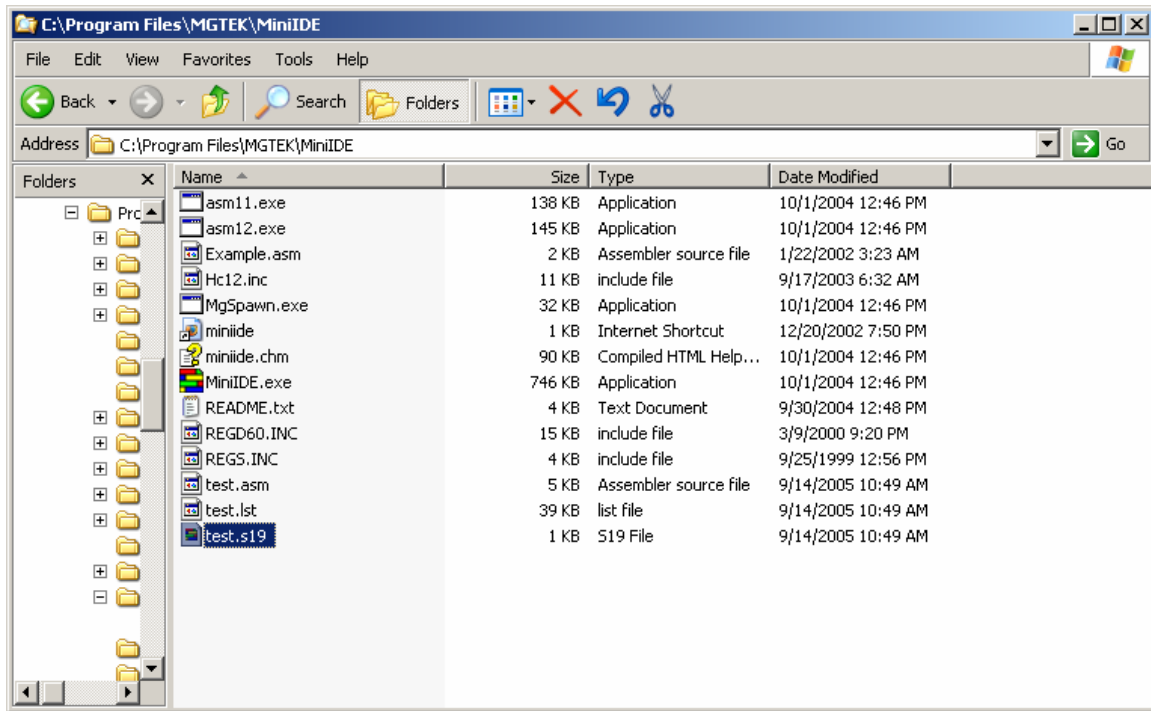 C:\Program Files\MGTEK\MiniIDE
File Edit View Favorites Tools Help
Back Search Folders
Address C:\Program Files\MGTEK\MiniIDE Go
Folders x Name Size Type Date Modified
Prc
asm11.exe 138 KB Application 10/1/2004 12:46 PM
asm12.exe 145 KB Application 10/1/2004 12:46 PM
Example.asm 2 KB Assembler source file 1/22/2002 3:23 AM
Hc12.inc 11 KB include file 9/17/2003 6:32 AM
MgSpawn.exe 32 KB Application 10/1/2004 12:46 PM
miniide 1 KB Internet Shortcut 12/20/2002 7:50 PM
miniide.chm 90 KB Compiled HTML Help... 10/1/2004 12:46 PM
MiniIDE.exe 746 KB Application 10/1/2004 12:46 PM
README.txt 4 KB Text Document 9/30/2004 12:48 PM
REGD60.INC 15 KB include file 3/9/2000 9:20 PM
REGS.INC 4 KB include file 9/25/1999 12:56 PM
test.asm 5 KB Assembler source file 9/14/2005 10:49 AM
test.lst 39 KB list file 9/14/2005 10:49 AM
test.s19 1 KB S19 File 9/14/2005 10:49 AM